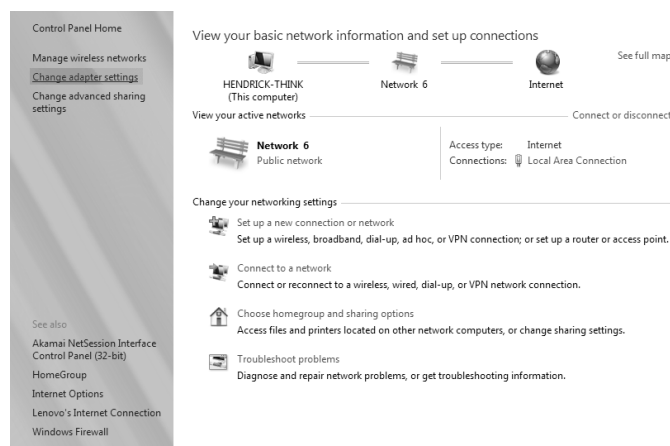 Control Panel Home
Manage wireless networks
Change adapter settings
Change advanced sharing
settings
See also
Akamai NetSession Interface
Control Panel (32-bit)
HomeGroup
Internet Options
Lenovo's Internet Connection
Windows Firewall
View your basic network information and set up connections
See full map
HENDRICK-THINK
(This computer)
Network 6
Internet
View your active networks
Connect or disconnect
Network 6
Public network
Access type: Internet
Connections: Local Area Connection
Change your networking settings
Set up a new connection or network
Set up a wireless, broadband, dial-up, ad hoc, or VPN connection; or set up a router or access point.
Connect to a network
Connect or reconnect to a wireless, wired, dial-up, or VPN network connection.
Choose homegroup and sharing options
Access files and printers located on other network computers, or change sharing settings.
Troubleshoot problems
Diagnose and repair network problems, or get troubleshooting information.